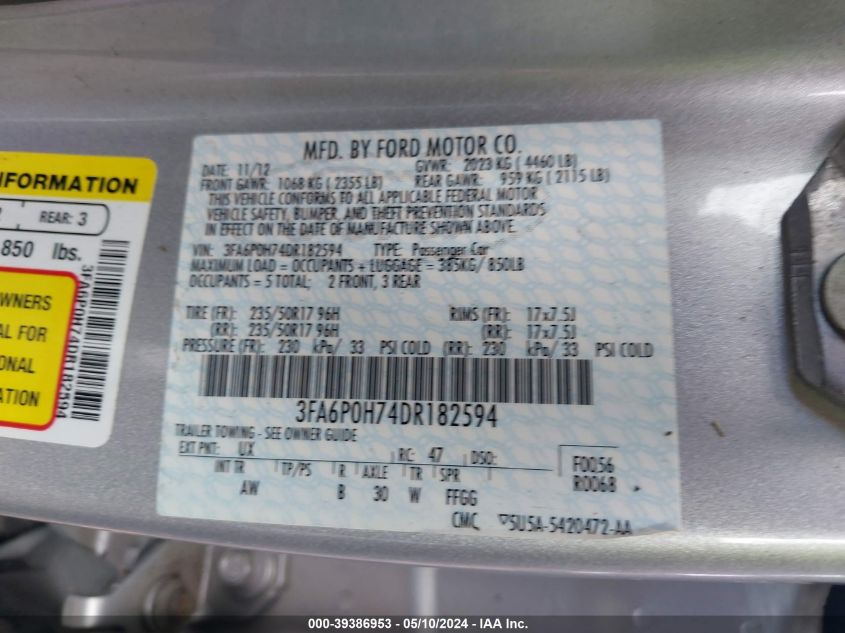 NFORMATION
REAR: 3
850 lbs.
3FA6P0H74DR182594
OWNERS
AL FOR
ONAL
ATION
MFD. BY FORD MOTOR CO.
DATE: 11/12 GVWR: 2023 KG ( 4460 LB)
FRONT GAWR: 1068 KG ( 2355 LB) REAR GAWR: 959 KG ( 2115 LB)
THIS VEHICLE CONFORMS TO ALL APPLICABLE FEDERAL MOTOR
VEHICLE SAFETY, BUMPER, AND THEFT PREVENTION STANDARDS
IN EFFECT ON THE DATE OF MANUFACTURE SHOWN ABOVE.
VIN: 3FA6P0H74DR182594 TYPE: Passenger Car
MAXIMUM LOAD = OCCUPANTS + LUGGAGE = 385KG/ 850LB
OCCUPANTS = 5 TOTAL: 2 FRONT, 3 REAR
TIRE (FR): 235/50R17 96H RIMS (FR): 17x7.5J
(RR): 235/50R17 96H (RR): 17x7.5J
PRESSURE (FR): 230 kPa/ 33 PSI COLD (RR): 230 kPa/ 33 PSI COLD
3FA6P0H74DR182594
TRAILER TOWING - SEE OWNER GUIDE
EXT PNT: UX RC: 47 DSO: F0056
INT TR TP/PS R AXLE TR SPR R0068
AW B 30 W FFGG
CMC 5U5A-5420472-AA
000-39386953 / 05/10/2024 - IAA Inc.